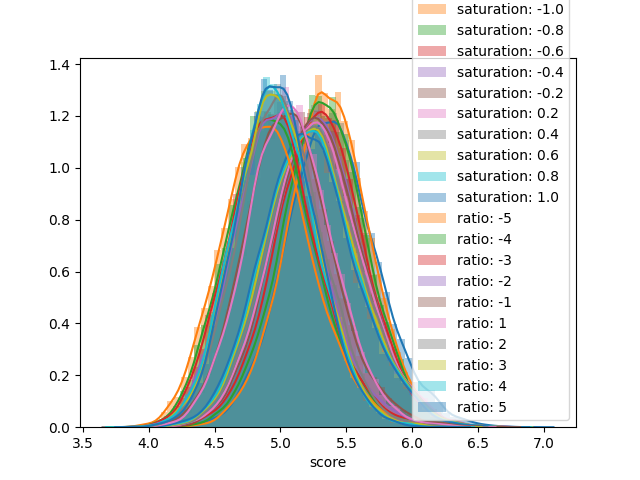 saturation: -1.0
saturation: -0.8
saturation: -0.6
saturation: -0.4
saturation: -0.2
saturation: 0.2
saturation: 0.4
saturation: 0.6
saturation: 0.8
saturation: 1.0
ratio: -5
ratio: -4
ratio: -3
ratio: -2
ratio: -1
ratio: 1
ratio: 2
ratio: 3
ratio: 4
ratio: 5
1.4
1.2
1.0
0.8
0.6
0.4
0.2
0.0
3.5 4.0 4.5 5.0 5.5 6.0 6.5 7.0
score